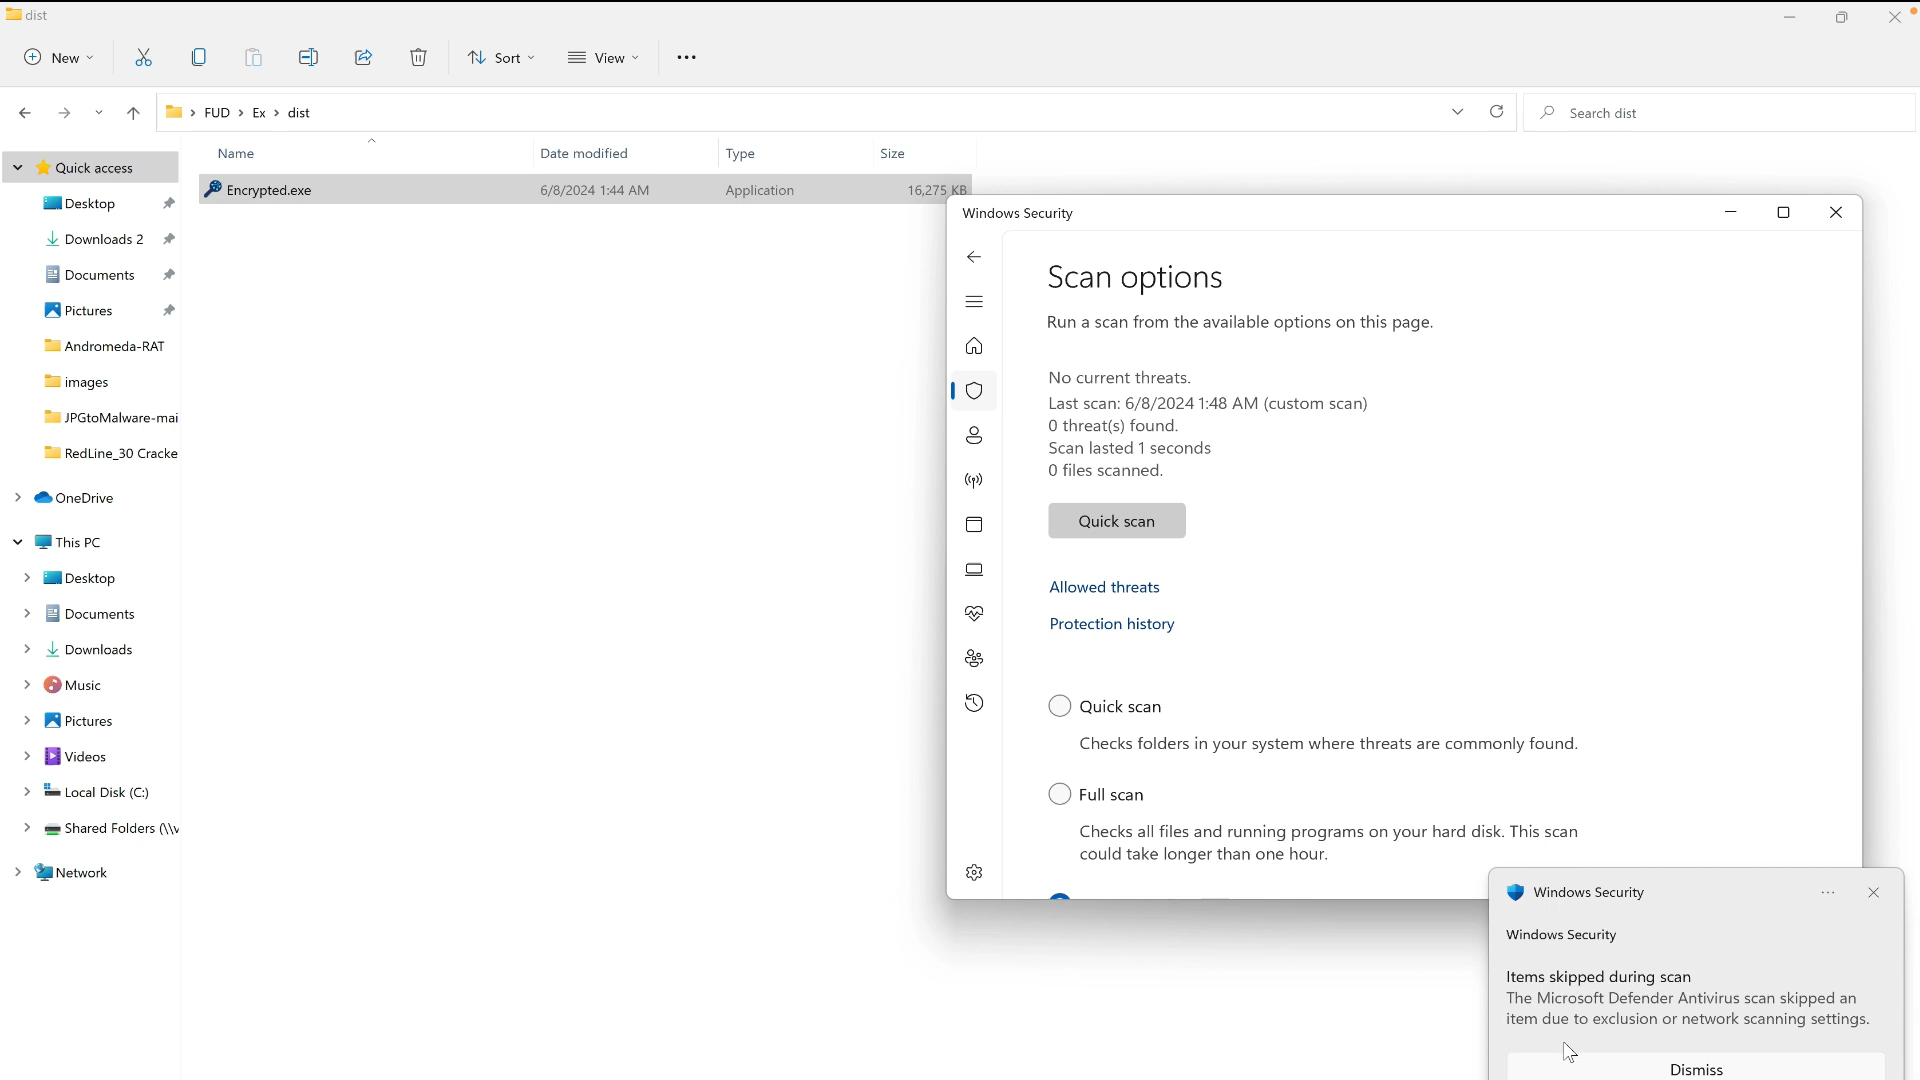 dist
New
Sort
View
FUD
Ex
dist
Search dist
Name
Date modified
Type
Size
Quick access
Encrypted.exe
6/8/2024 1:44 AM
Application
16,275 KB
Desktop
Downloads 2
Documents
Pictures
Andromeda-RAT
images
JPGtoMalware-mai
RedLine_30 Cracke
OneDrive
This PC
Desktop
Documents
Downloads
Music
Pictures
Videos
Local Disk (C:)
Shared Folders (\\v
Network
Windows Security
Scan options
Run a scan from the available options on this page.
No current threats.
Last scan: 6/8/2024 1:48 AM (custom scan)
0 threat(s) found.
Scan lasted 1 seconds
0 files scanned.
Quick scan
Allowed threats
Protection history
Quick scan
Checks folders in your system where threats are commonly found.
Full scan
Checks all files and running programs on your hard disk. This scan
could take longer than one hour.
Windows Security
Windows Security
Items skipped during scan
The Microsoft Defender Antivirus scan skipped an
item due to exclusion or network scanning settings.
Dismiss